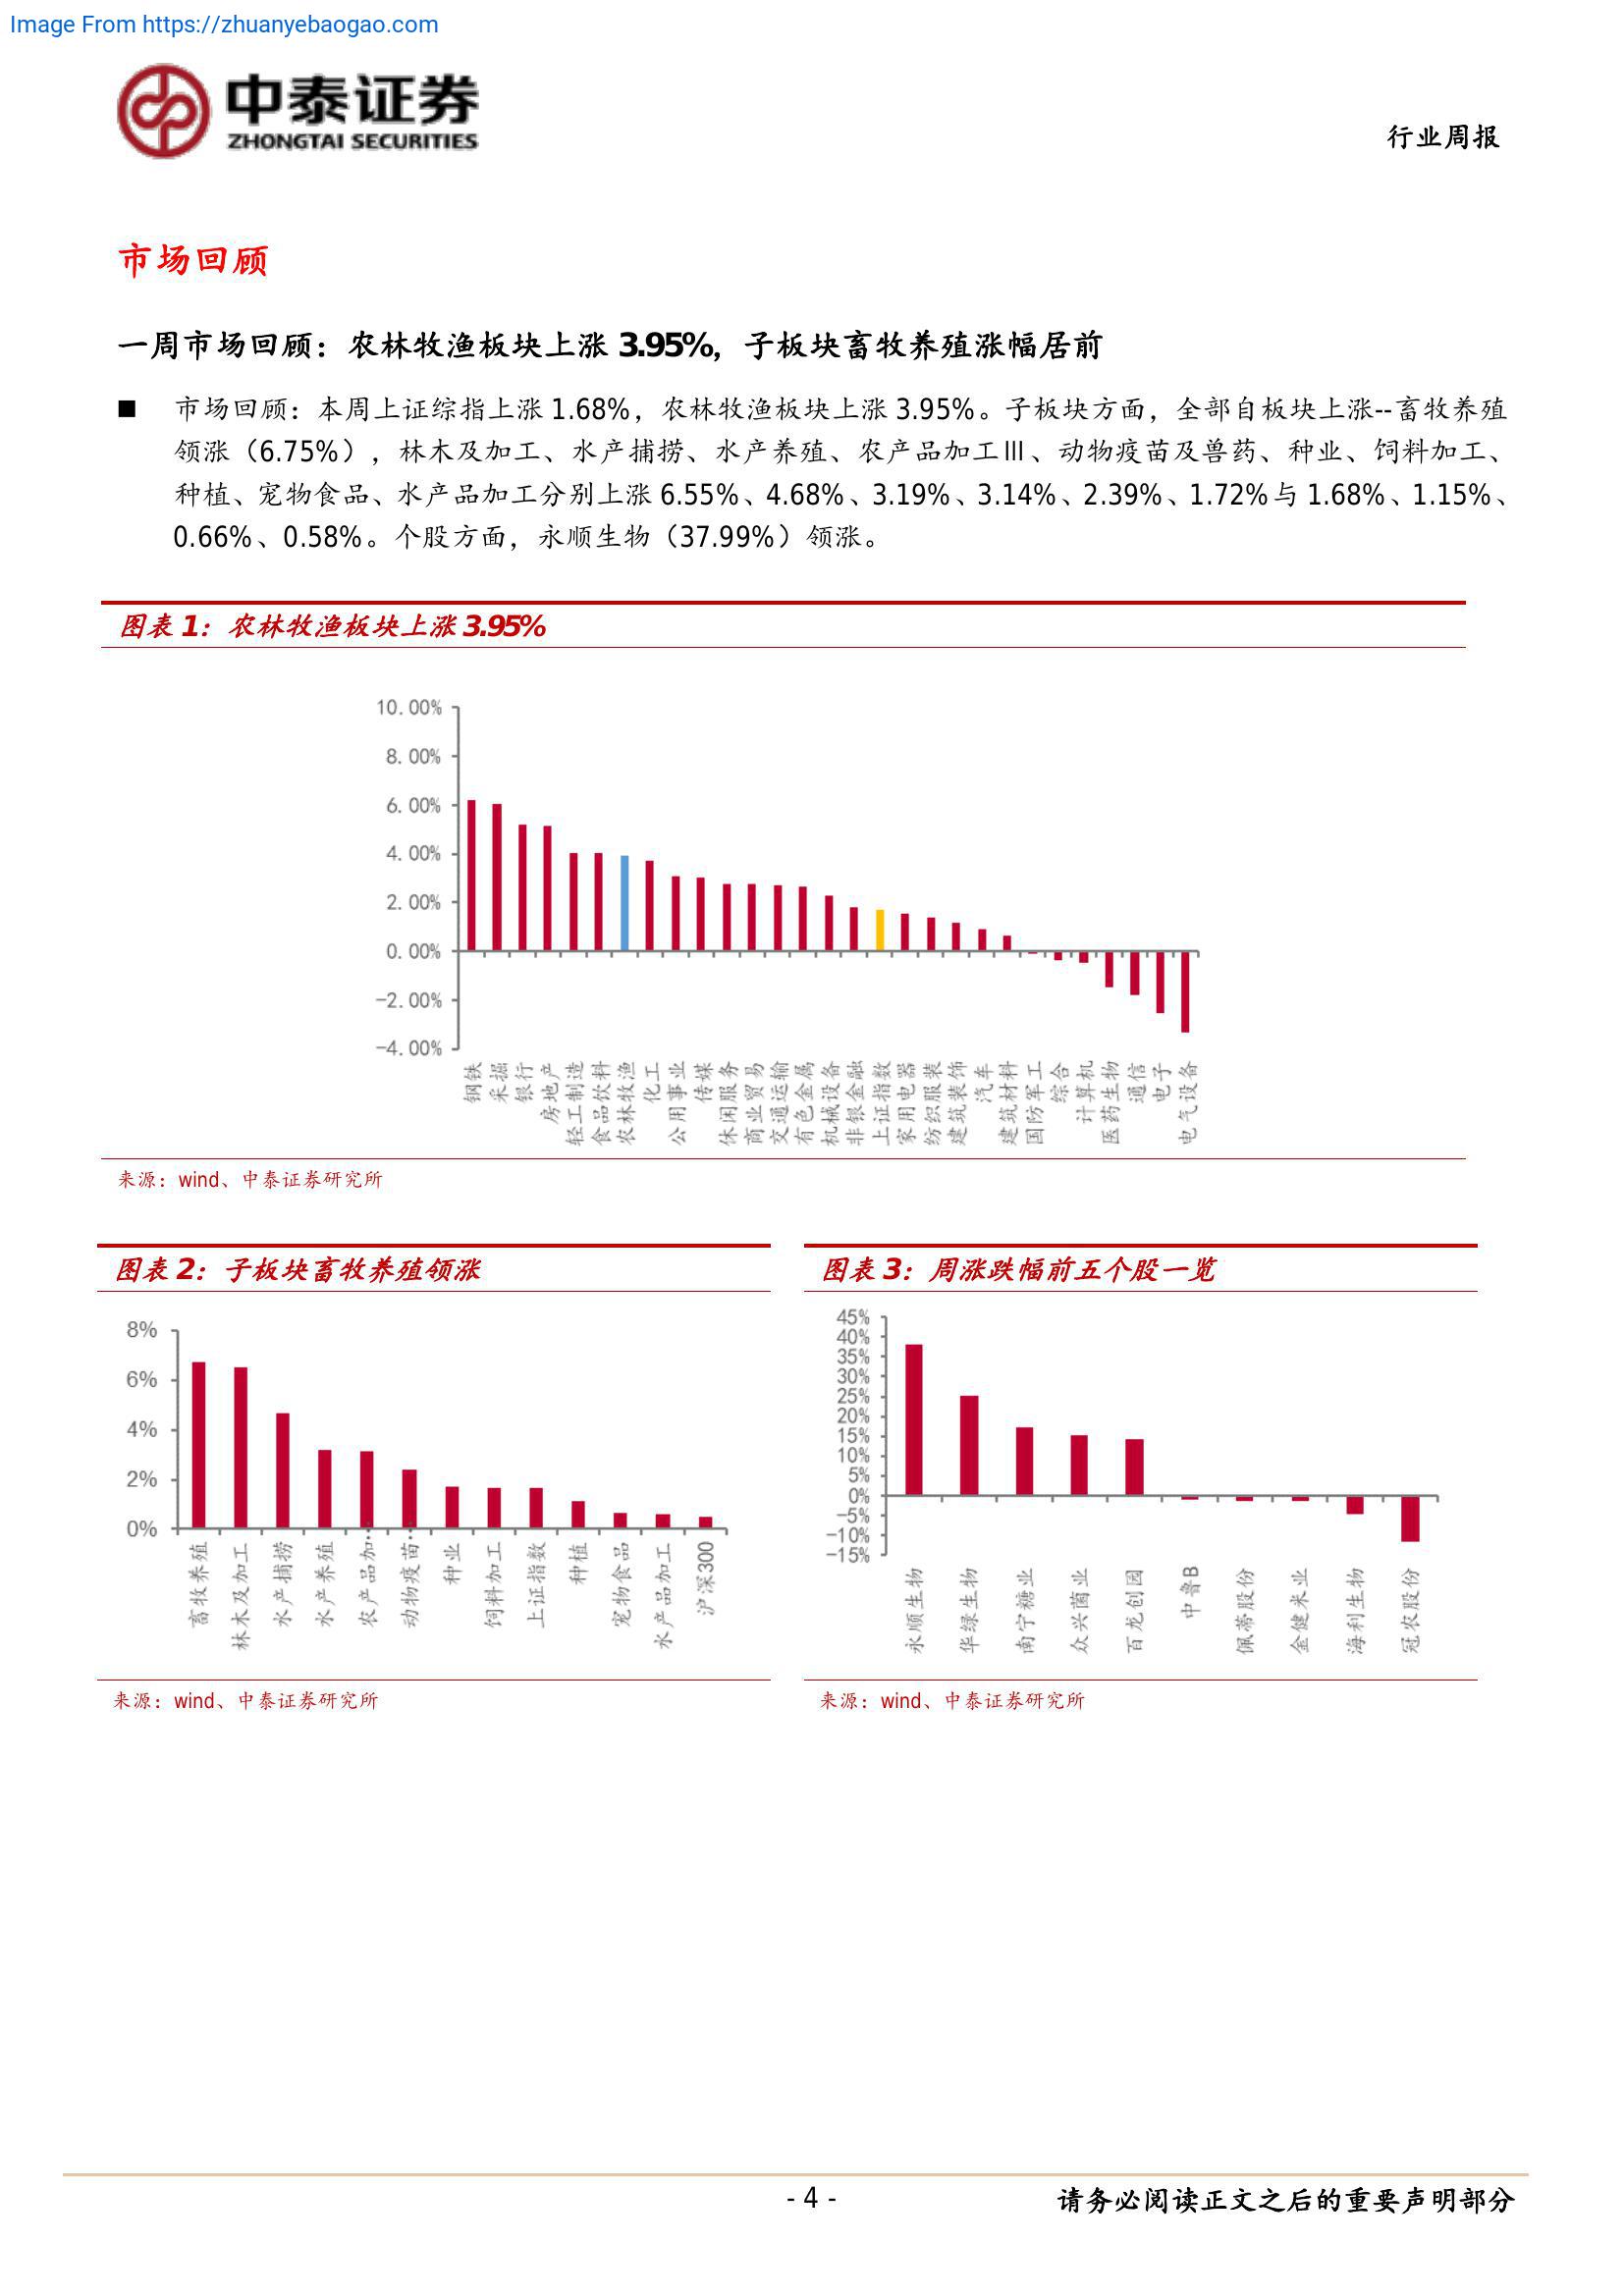 Image From https://zhuanyebaogao.com
中泰证券
ZHONGTAI SECURITIES
行业周报
市场回顾
一周市场回顾：农林牧渔板块上涨 3.95%，子板块畜牧养殖涨幅居前
■ 市场回顾：本周上证综指上涨 1.68%，农林牧渔板块上涨 3.95%。子板块方面，全部自板块上涨--畜牧养殖
领涨（6.75%），林木及加工、水产捕捞、水产养殖、农产品加工Ⅲ、动物疫苗及兽药、种业、饲料加工、
种植、宠物食品、水产品加工分别上涨 6.55%、4.68%、3.19%、3.14%、2.39%、1.72%与 1.68%、1.15%、
0.66%、0.58%。个股方面，永顺生物（37.99%）领涨。
图表 1：农林牧渔板块上涨 3.95%
10.00%
8.00%
6.00%
4.00%
2.00%
0.00%
-2.00%
-4.00%
钢铁
采掘
银行
房地产
轻工制造
食品饮料
农林牧渔
化工
公用事业
传媒
休闲服务
商业贸易
交通运输
有色金属
机械设备
非银金融
上证指数
家用电器
纺织服装
建筑装饰
汽车
建筑材料
国防军工
综合
计算机
医药生物
通信
电子
电气设备
来源：wind、中泰证券研究所
图表 2：子板块畜牧养殖领涨
8%
6%
4%
2%
0%
畜牧养殖
林木及加工
水产捕捞
水产养殖
农产品加…
动物疫苗…
种业
饲料加工
上证指数
种植
宠物食品
水产品加工
沪深300
来源：wind、中泰证券研究所
图表 3：周涨跌幅前五个股一览
45%
40%
35%
30%
25%
20%
15%
10%
5%
0%
-5%
-10%
-15%
永顺生物
华绿生物
南宁糖业
众兴菌业
百龙创园
中鲁B
佩蒂股份
金健米业
海利生物
冠农股份
来源：wind、中泰证券研究所
- 4 -
请务必阅读正文之后的重要声明部分